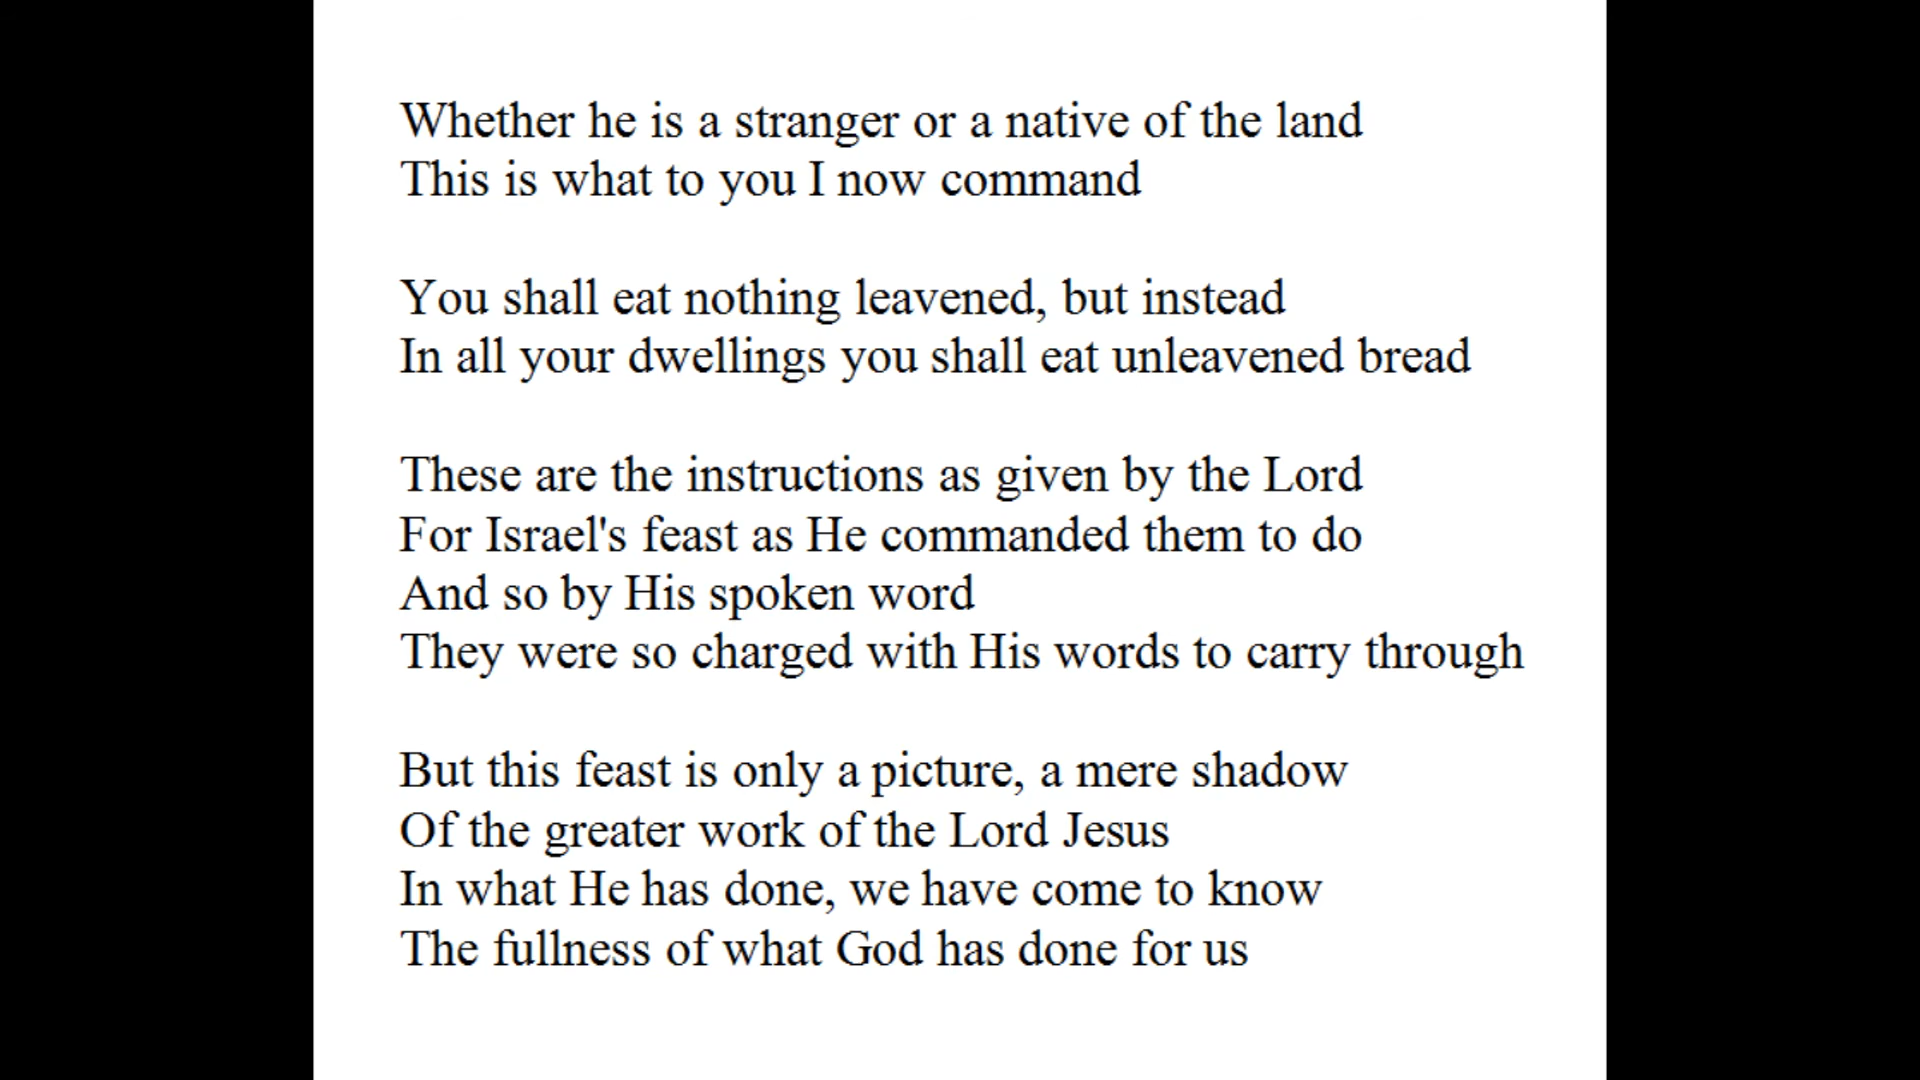 Whether he is a stranger or a native of the land
This is what to you I now command
You shall eat nothing leavened, but instead
In all your dwellings you shall eat unleavened bread
These are the instructions as given by the Lord
For Israel's feast as He commanded them to do
And so by His spoken word
They were so charged with His words to carry through
But this feast is only a picture, a mere shadow
Of the greater work of the Lord Jesus
In what He has done, we have come to know
The fullness of what God has done for us